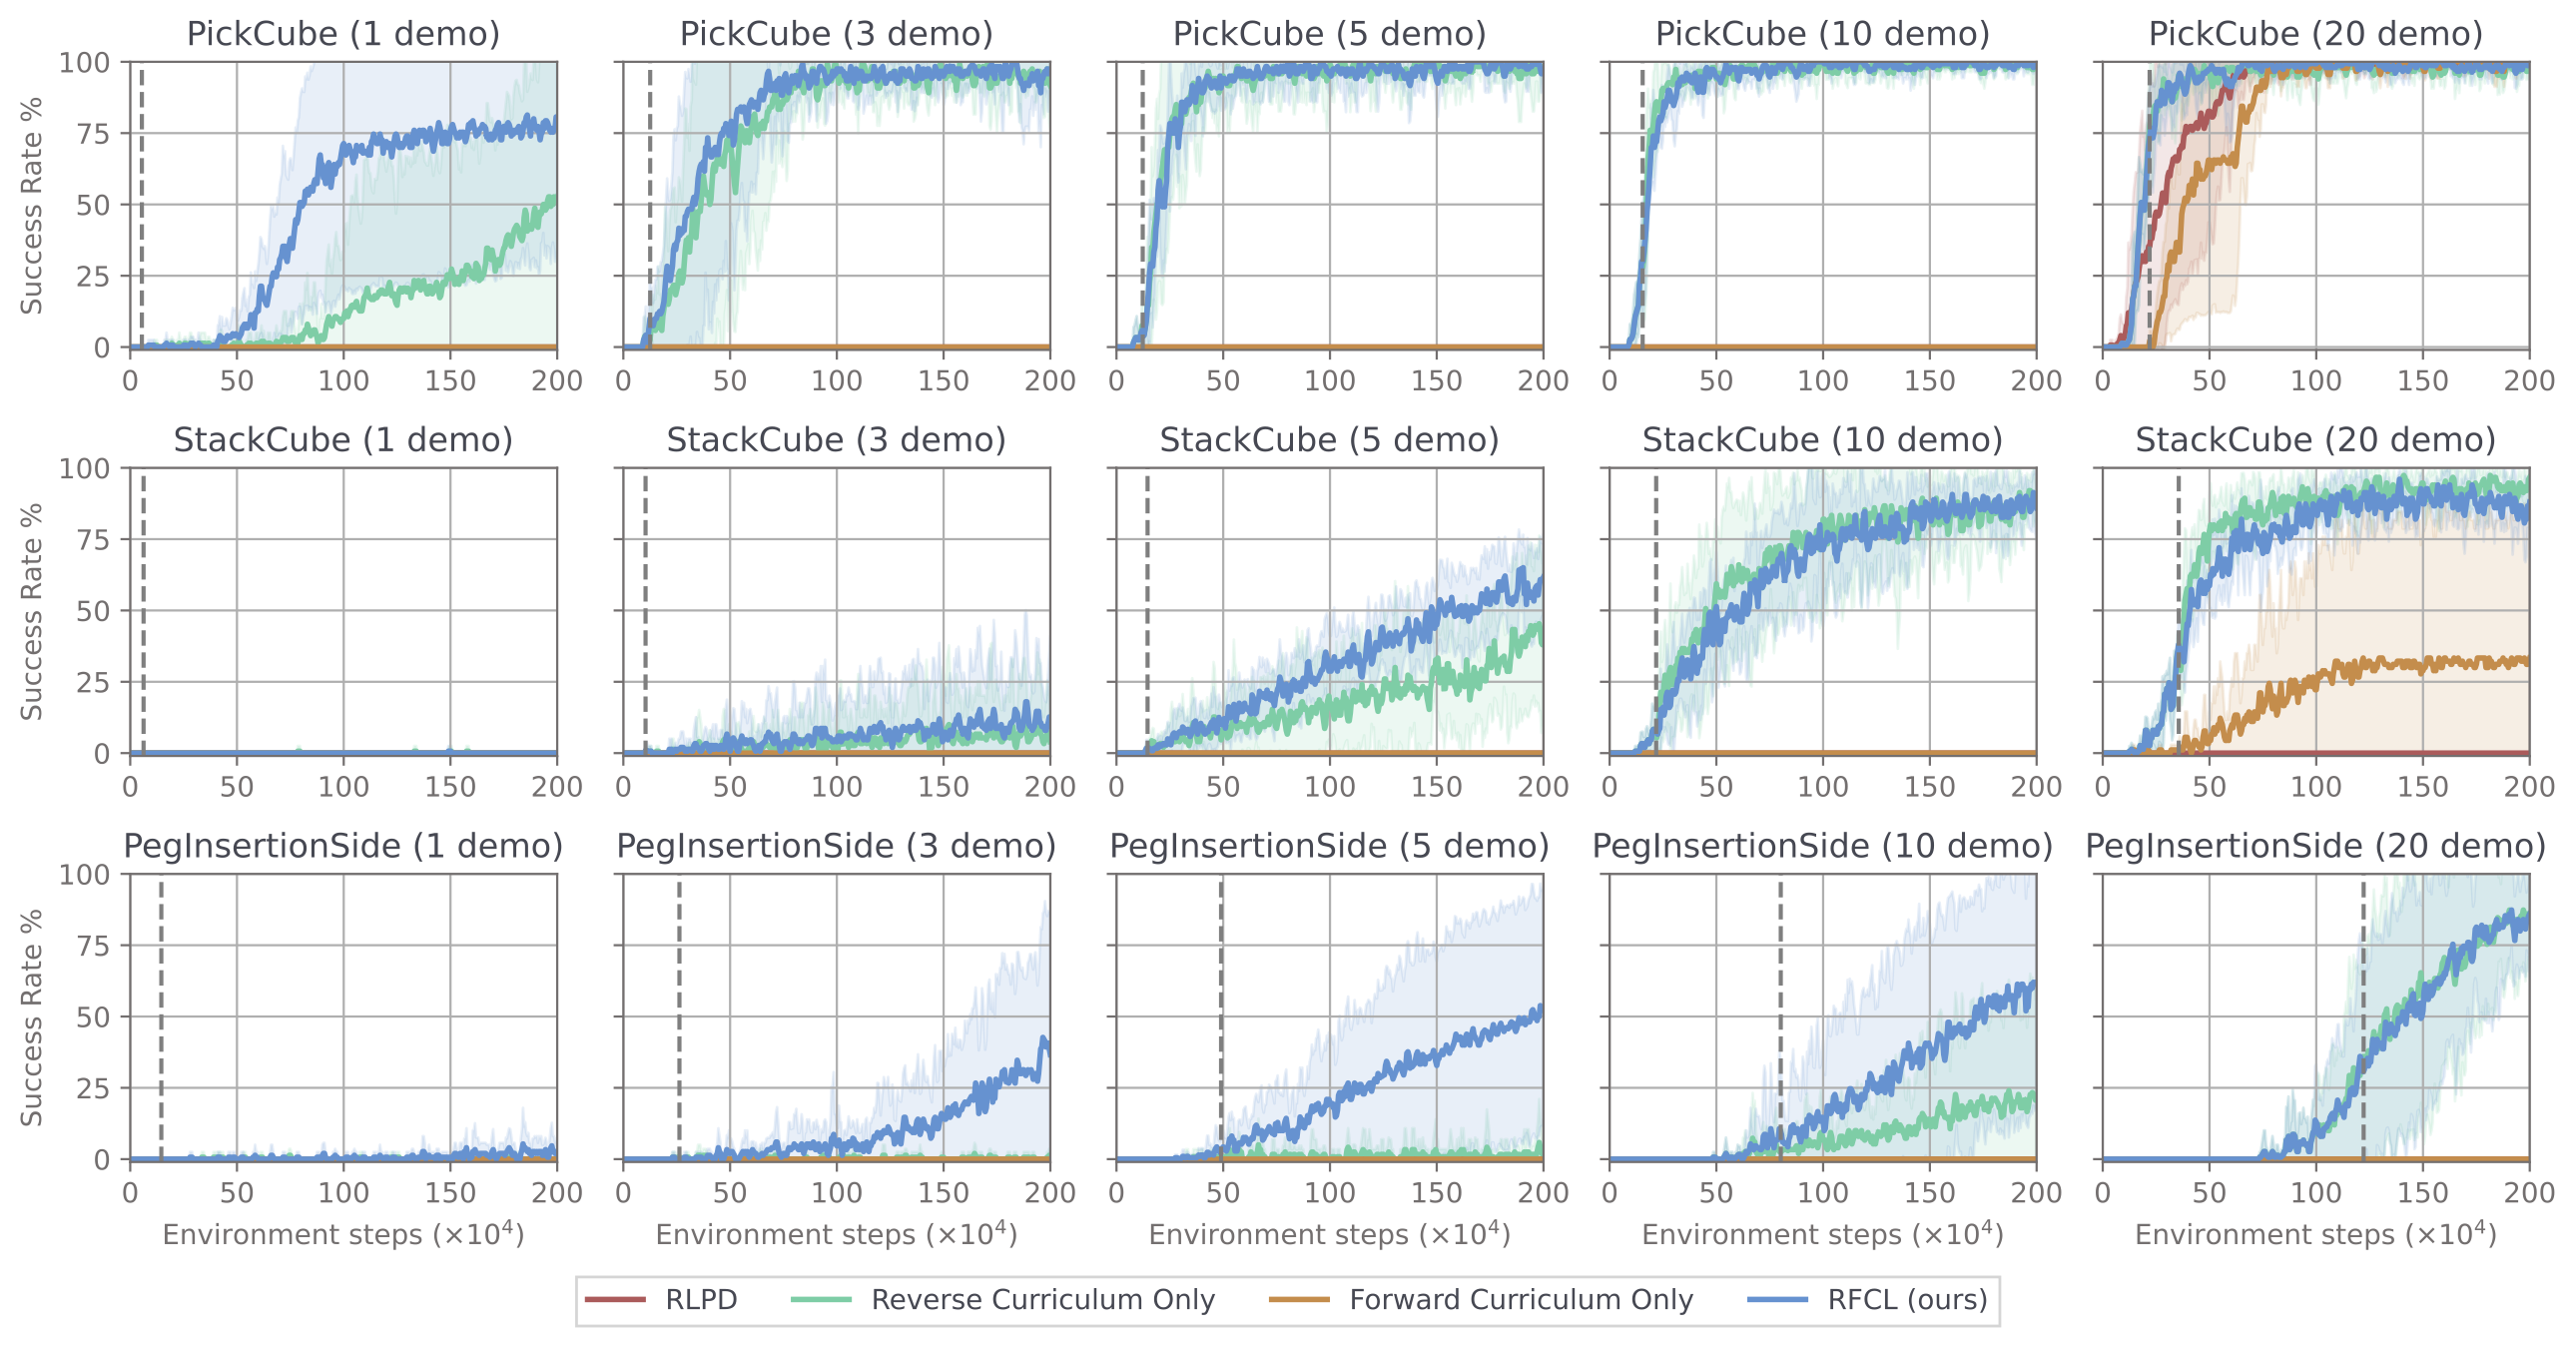 PickCube (1 demo) PickCube (3 demo) PickCube (5 demo) PickCube (10 demo) PickCube (20 demo)
Success Rate %
100
75
50
25
0
0 50 100 150 200 0 50 100 150 200 0 50 100 150 200 0 50 100 150 200 0 50 100 150 200
StackCube (1 demo) StackCube (3 demo) StackCube (5 demo) StackCube (10 demo) StackCube (20 demo)
Success Rate %
100
75
50
25
0
0 50 100 150 200 0 50 100 150 200 0 50 100 150 200 0 50 100 150 200 0 50 100 150 200
PegInsertionSide (1 demo) PegInsertionSide (3 demo) PegInsertionSide (5 demo) PegInsertionSide (10 demo) PegInsertionSide (20 demo)
Success Rate %
100
75
50
25
0
0 50 100 150 200 0 50 100 150 200 0 50 100 150 200 0 50 100 150 200 0 50 100 150 200
Environment steps (×10⁴) Environment steps (×10⁴) Environment steps (×10⁴) Environment steps (×10⁴) Environment steps (×10⁴)
RLPD Reverse Curriculum Only Forward Curriculum Only RFCL (ours)